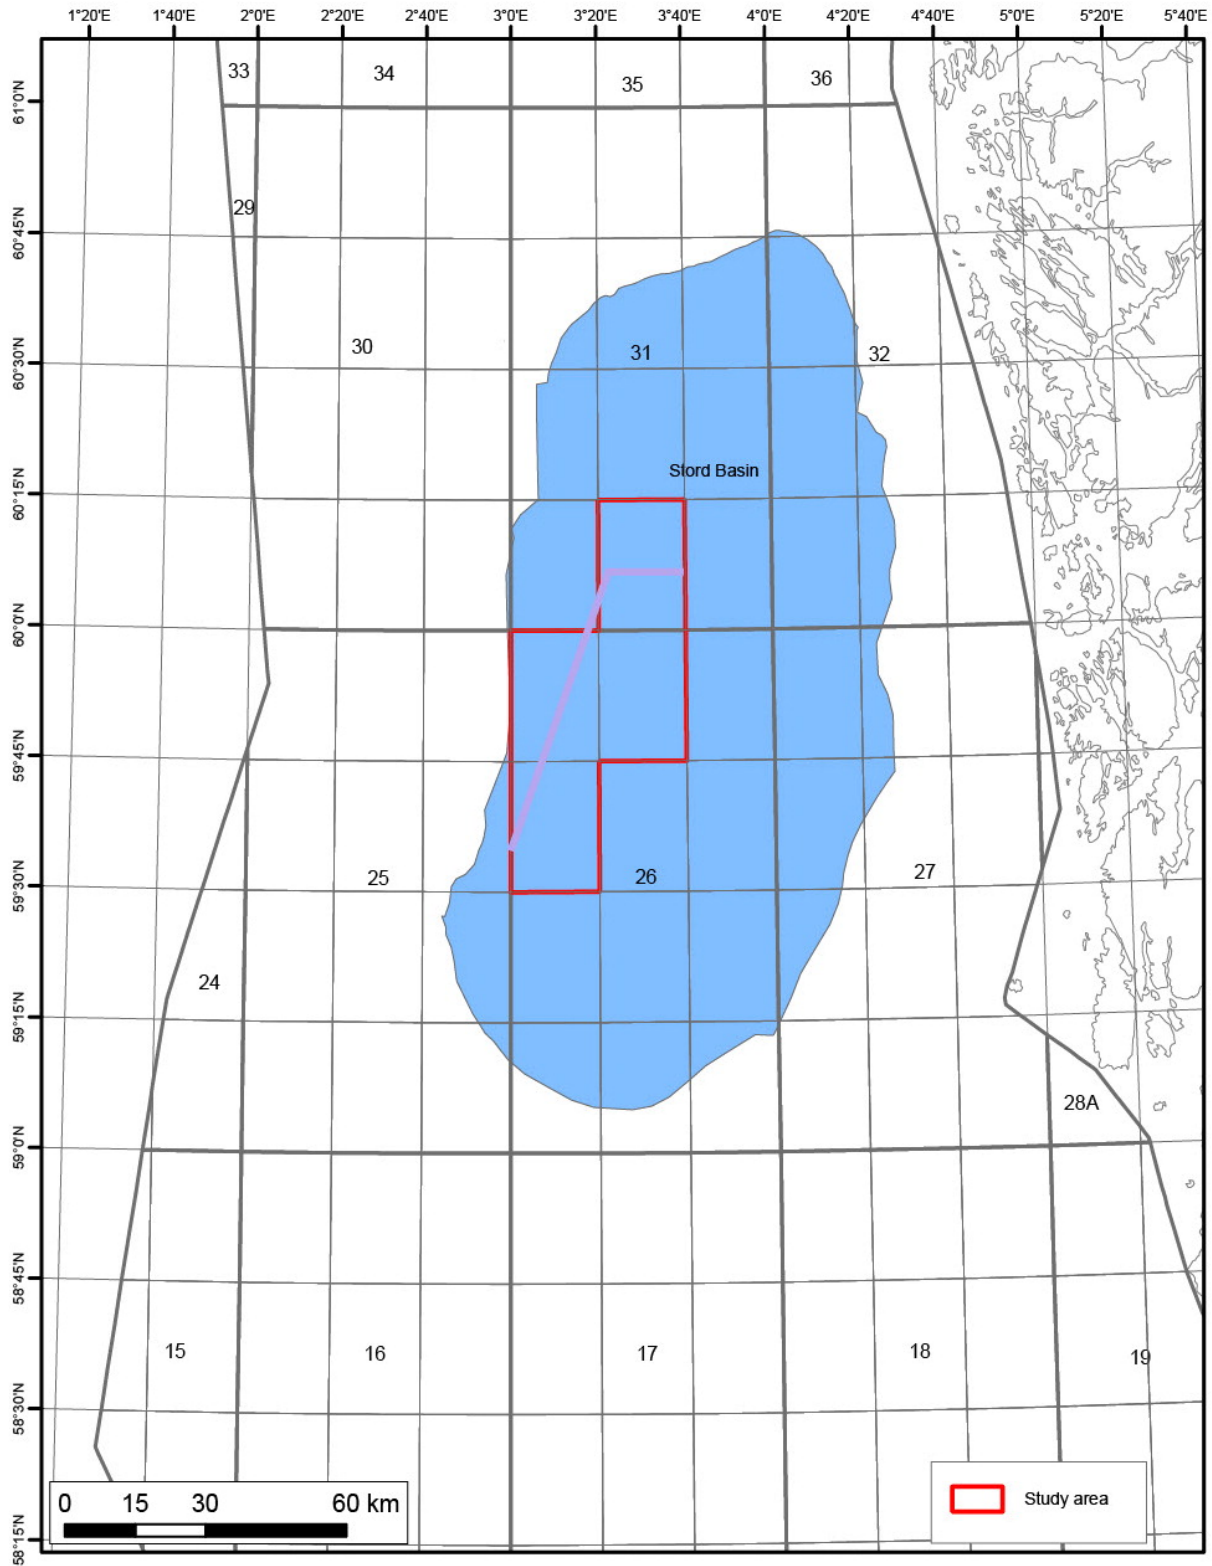 1°20'E 1°40'E 2°0'E 2°20'E 2°40'E 3°0'E 3°20'E 3°40'E 4°0'E 4°20'E 4°40'E 5°0'E 5°20'E 5°40'E
33 34 35 36
61°0'N
29
60°45'N
30 31 32
60°30'N
Stord Basin
60°15'N
60°0'N
59°45'N
25 26 27
59°30'N
24
59°15'N
28A
59°0'N
58°45'N
15 16 17 18 19
58°30'N
0 15 30 60 km
Study area
58°15'N